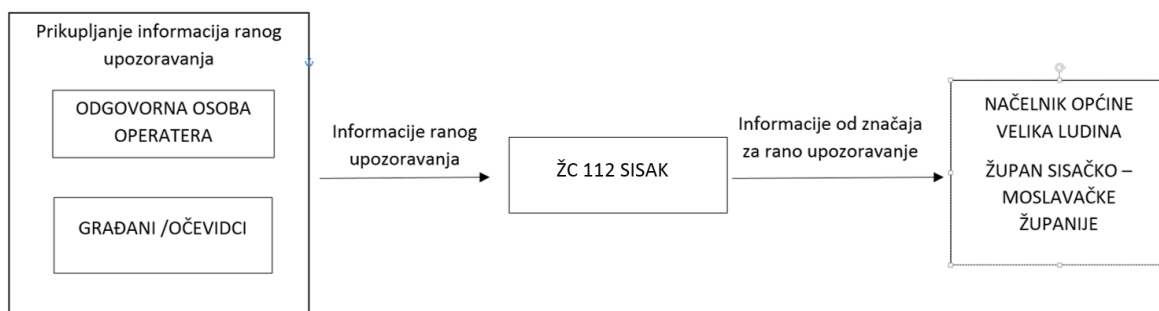 Prikupljanje informacija ranog
upozoravanja
ODGOVORNA OSOBA
OPERATERA
GRAĐANI /OČEVIDCI
Informacije ranog
upozoravanja
ŽC 112 SISAK
Informacije od značaja
za rano upozoravanje
NAČELNIK OPĆINE
VELIKA LUDINA
ŽUPAN SISAČKO –
MOSLAVAČKE
ŽUPANIJE